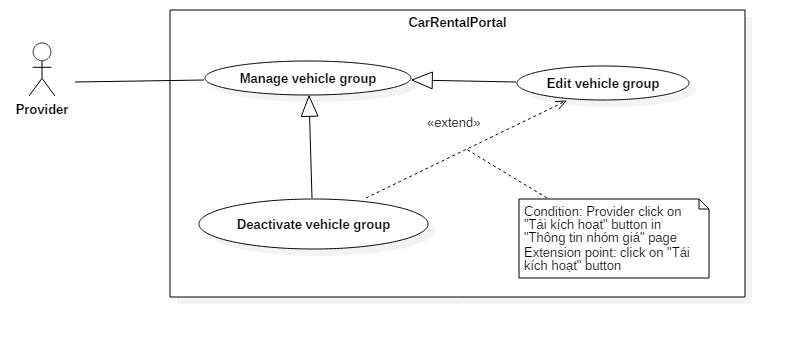 CarRentalPortal
Provider
Manage vehicle group
Edit vehicle group
«extend»
Deactivate vehicle group
Condition: Provider click on
"Tái kích hoạt" button in
"Thông tin nhóm giá" page
Extension point: click on "Tái
kích hoạt" button